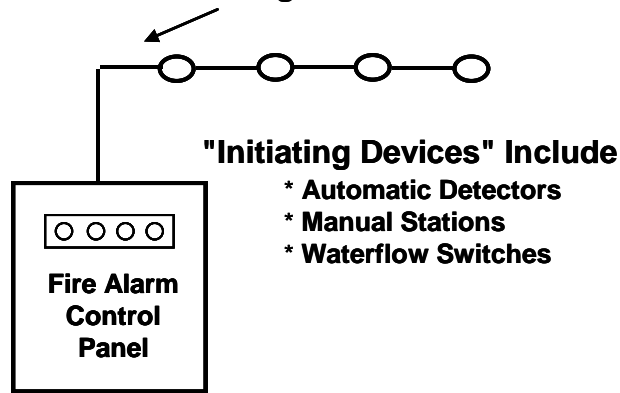 "Initiating Devices" Include
* Automatic Detectors
* Manual Stations
* Waterflow Switches
Fire Alarm
Control
Panel